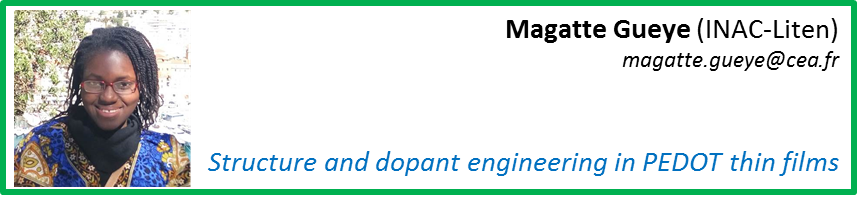 Magatte Gueye (INAC-Liten)
magatte.gueye@cea.fr
Structure and dopant engineering in PEDOT thin films